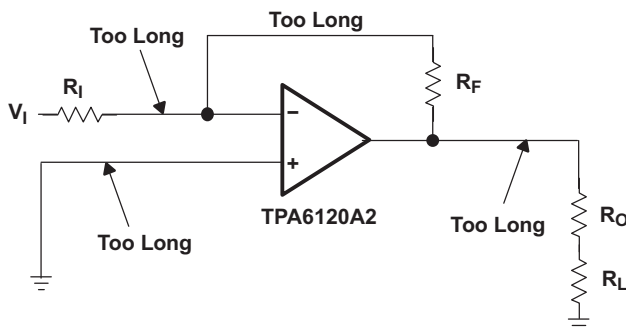 Too Long
Too Long
R_I
R_F
V_I
−
+
TPA6120A2
Too Long
Too Long
R_O
R_L